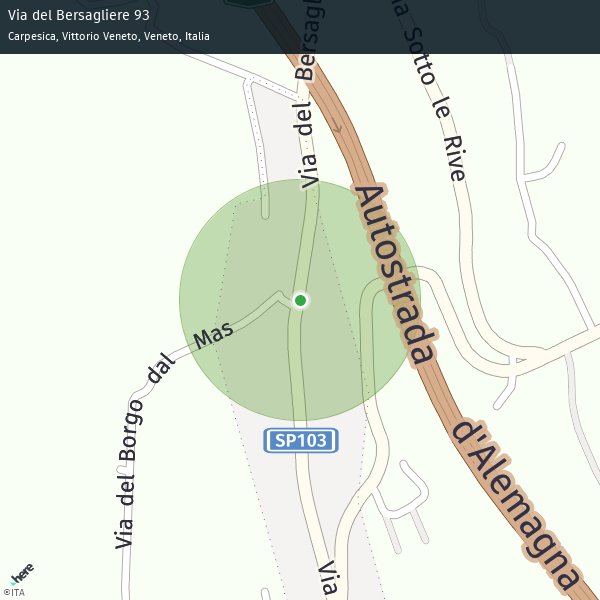 Via del Bersagliere 93
Carpesica, Vittorio Veneto, Veneto, Italia
Via del Bersagl
na Sotto le Rive
Autostrada
d'Alemagna
Via del Borgo dal Mas
SP103
Via
here
©ITA